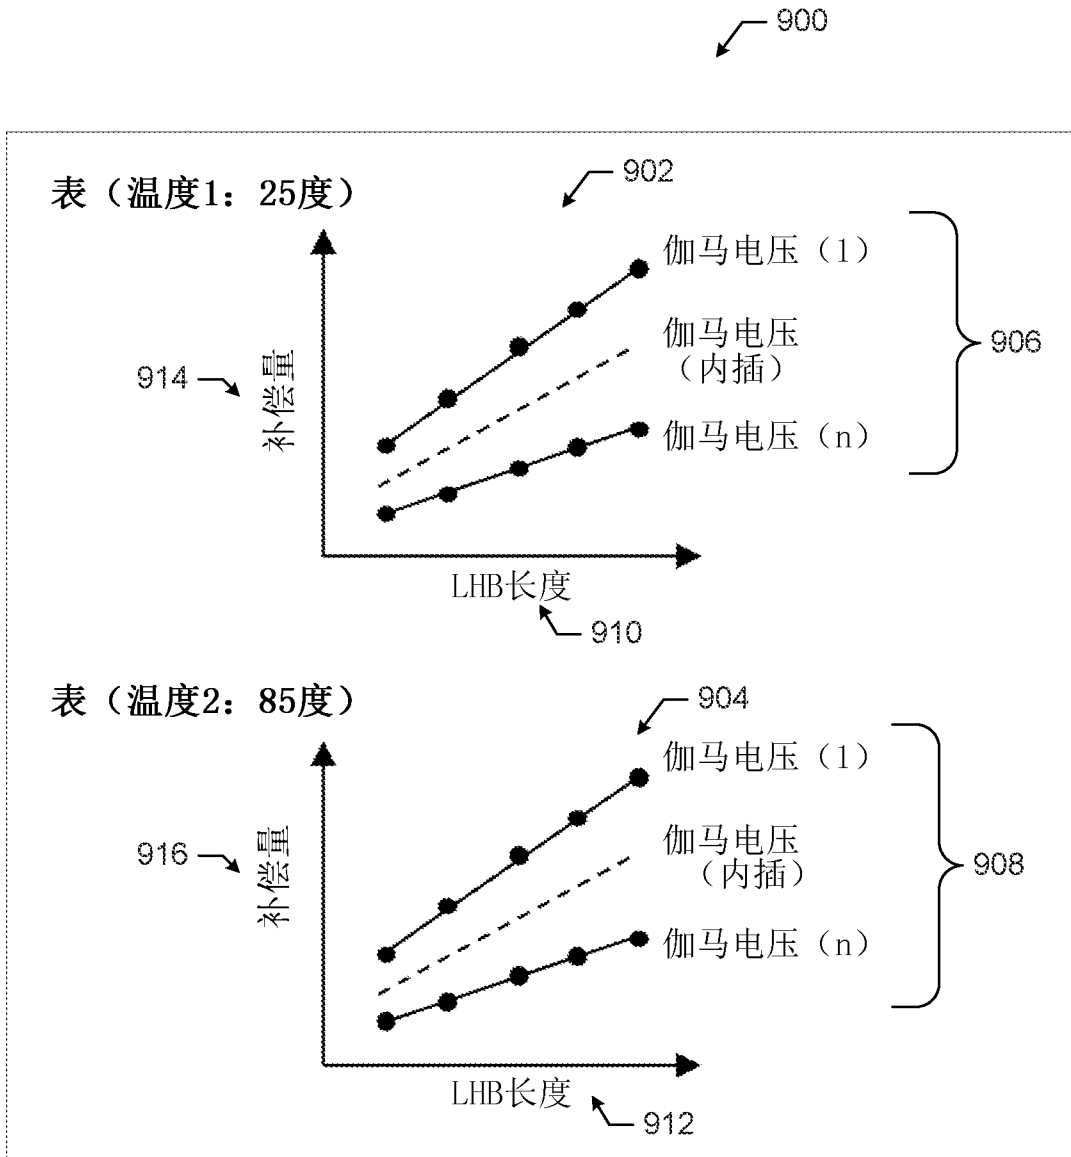 900
表（温度1：25度）
902
伽马电压（1）
伽马电压
（内插）
906
914
补偿量
伽马电压（n）
LHB长度
910
表（温度2：85度）
904
伽马电压（1）
伽马电压
（内插）
908
916
补偿量
伽马电压（n）
LHB长度
912